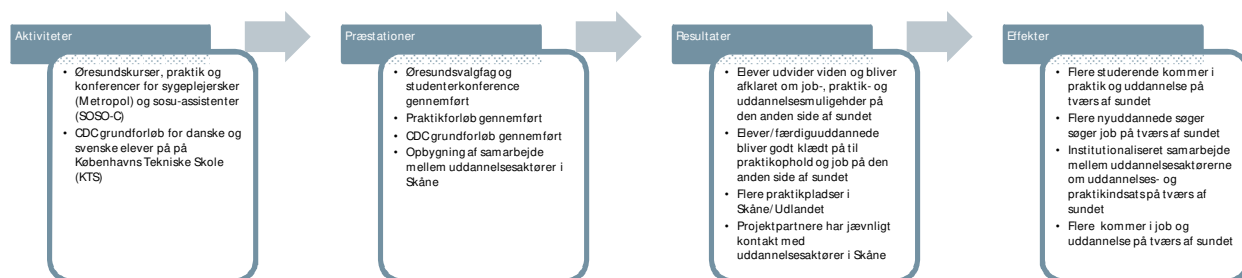 Aktiviteter
• Øresundskurser, praktik og
konferencer for sygeplejersker
(Metropol) og sosu-assistenter
(SOSO-C)
• CDC grundforløb for danske og
svenske elever på på
Københavns Tekniske Skole
(KTS)
Præstationer
• Øresundsvalgfag og
studenterkonference
gennemført
• Praktikforløb gennemført
• CDC grundforløb gennemført
• Opbygning af samarbejde
mellem uddannelsesaktører i
Skåne
Resultater
• Elever udvider viden og bliver
afklaret om job-, praktik- og
uddannelsesmuligehder på
den anden side af sundet
• Elever/færdiguuddannede
bliver godt klædt på til
praktikophold og job på den
anden side af sundet
• Flere praktikpladser i
Skåne/Udlandet
• Projektpartnere har jævnligt
kontakt med
uddannelsesaktører i Skåne
Effekter
• Flere studerende kommer i
praktik og uddannelse på
tværs af sundet
• Flere nyuddannede søger
søger job på tværs af sundet
• Institutionaliseret samarbejde
mellem uddannelsesaktørerne
om uddannelses- og
praktikindsats på tværs af
sundet
• Flere kommer i job og
uddannelse på tværs af sundet